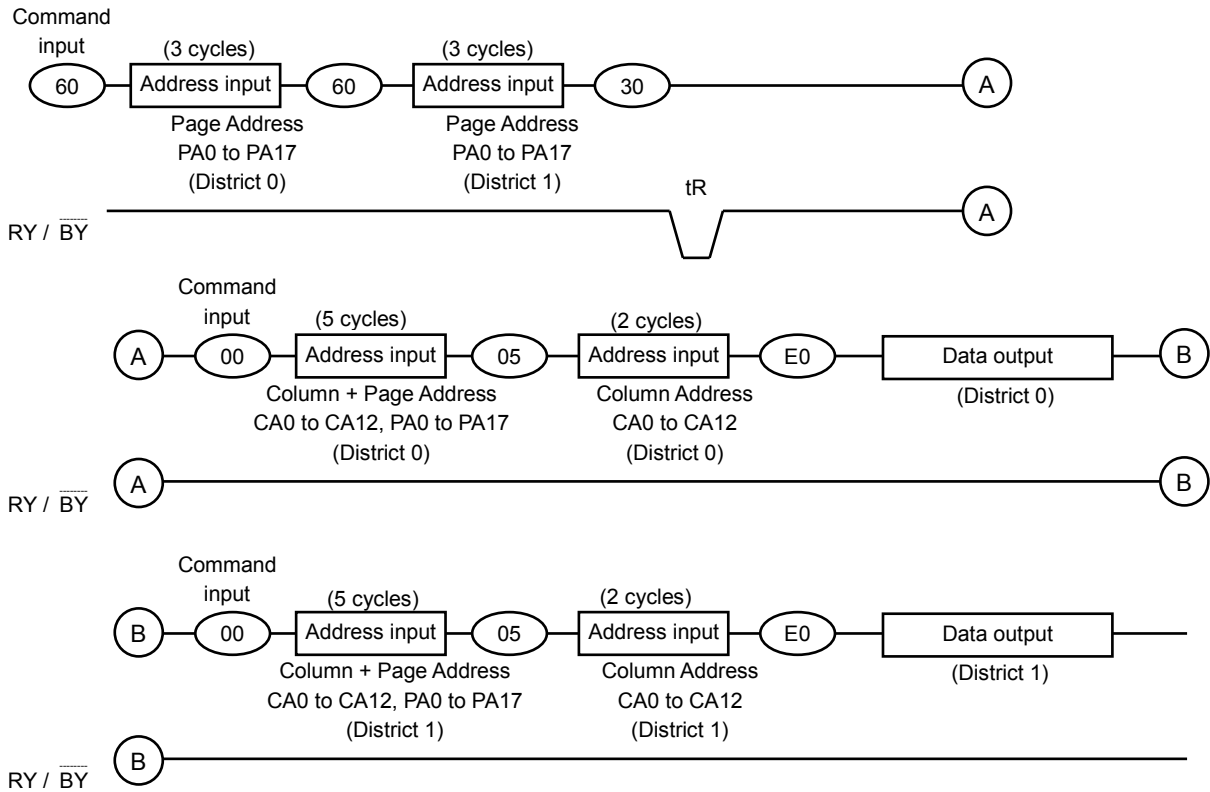 Command
input
(3 cycles)
(3 cycles)
60
Address input
60
Address input
30
A
Page Address
PA0 to PA17
(District 0)
Page Address
PA0 to PA17
(District 1)
tR
A
RY / BY
Command
input
(5 cycles)
(2 cycles)
A
00
Address input
05
Address input
E0
Data output
B
Column + Page Address
CA0 to CA12, PA0 to PA17
(District 0)
Column Address
CA0 to CA12
(District 0)
(District 0)
A
B
RY / BY
Command
input
(5 cycles)
(2 cycles)
B
00
Address input
05
Address input
E0
Data output
Column + Page Address
CA0 to CA12, PA0 to PA17
(District 1)
Column Address
CA0 to CA12
(District 1)
(District 1)
B
RY / BY